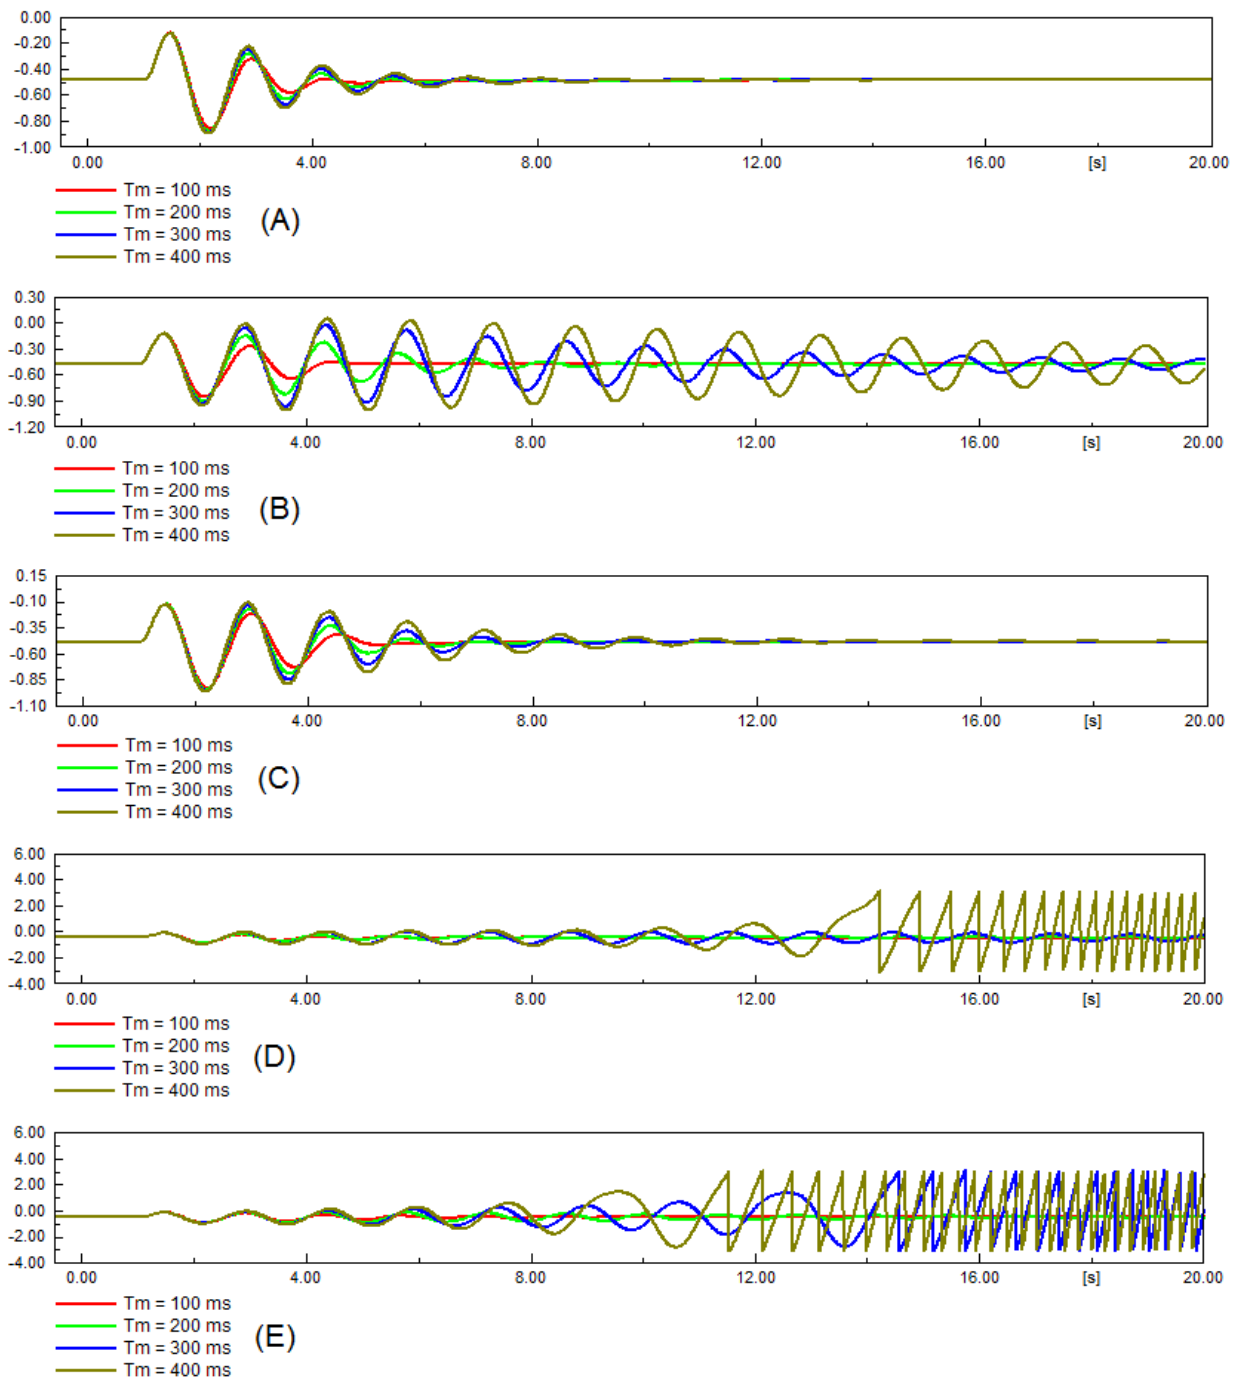 0.00
-0.20
-0.40
-0.60
-0.80
-1.00
0.00 4.00 8.00 12.00 16.00 [s] 20.00
Tm = 100 ms
Tm = 200 ms
Tm = 300 ms
Tm = 400 ms
(A)
0.30
0.00
-0.30
-0.60
-0.90
-1.20
0.00 4.00 8.00 12.00 16.00 [s] 20.00
Tm = 100 ms
Tm = 200 ms
Tm = 300 ms
Tm = 400 ms
(B)
0.15
-0.10
-0.35
-0.60
-0.85
-1.10
0.00 4.00 8.00 12.00 16.00 [s] 20.00
Tm = 100 ms
Tm = 200 ms
Tm = 300 ms
Tm = 400 ms
(C)
6.00
4.00
2.00
0.00
-2.00
-4.00
0.00 4.00 8.00 12.00 16.00 [s] 20.00
Tm = 100 ms
Tm = 200 ms
Tm = 300 ms
Tm = 400 ms
(D)
6.00
4.00
2.00
0.00
-2.00
-4.00
0.00 4.00 8.00 12.00 16.00 [s] 20.00
Tm = 100 ms
Tm = 200 ms
Tm = 300 ms
Tm = 400 ms
(E)